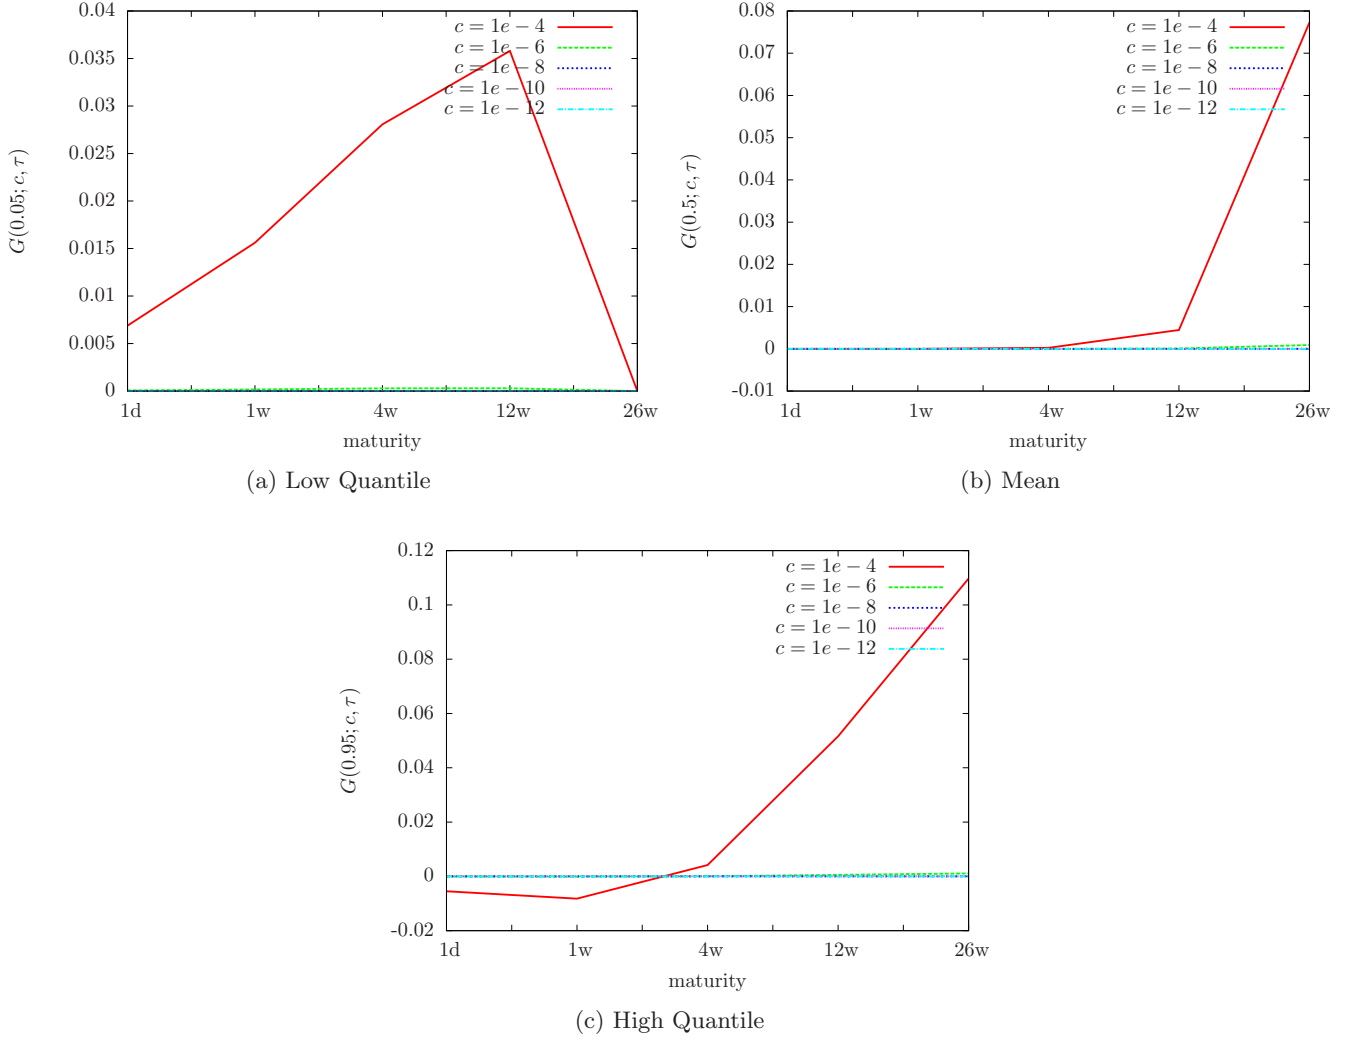 0.04
0.035
0.03
0.025
0.02
0.015
0.01
0.005
0
G(0.05; c, τ)
c = 1e − 4
c = 1e − 6
c = 1e − 8
c = 1e − 10
c = 1e − 12
1d 1w 4w 12w 26w
maturity
(a) Low Quantile
0.08
0.07
0.06
0.05
0.04
0.03
0.02
0.01
0
-0.01
G(0.5; c, τ)
c = 1e − 4
c = 1e − 6
c = 1e − 8
c = 1e − 10
c = 1e − 12
1d 1w 4w 12w 26w
maturity
(b) Mean
0.12
0.1
0.08
0.06
0.04
0.02
0
-0.02
G(0.95; c, τ)
c = 1e − 4
c = 1e − 6
c = 1e − 8
c = 1e − 10
c = 1e − 12
1d 1w 4w 12w 26w
maturity
(c) High Quantile